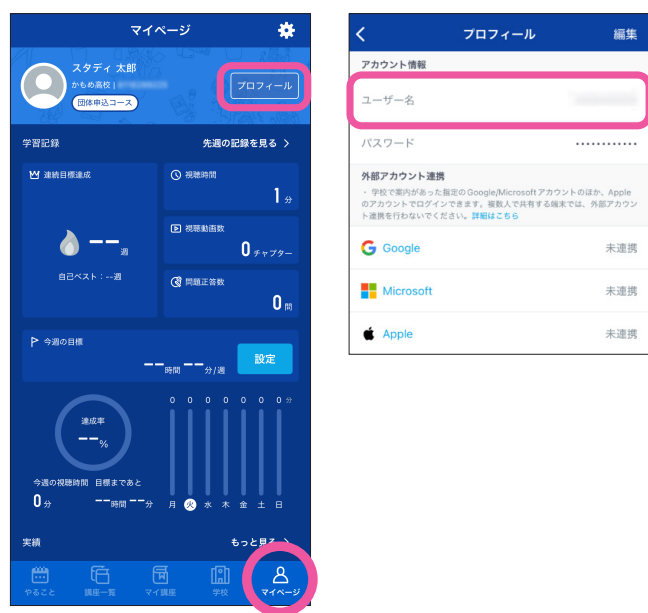 マイページ
スタディ 太郎
かもめ高校 |
団体申込コース
プロフィール
学習記録
先週の記録を見る
連続目標達成
--週
自己ベスト：--週
視聴時間
1分
視聴動画数
0チャプター
問題正答数
0問
今週の目標
--時間--分/週
設定
達成率
--%
今週の視聴時間 目標まであと
0分 --時間--分
0 0 0 0 0 0 0分
月 火 水 木 金 土 日
実績
もっと見る
やること 講座一覧 マイ講座 学校 マイページ
プロフィール
編集
アカウント情報
ユーザー名
パスワード ••••••••••••
外部アカウント連携
・ 学校で案内があった指定のGoogle/Microsoftアカウントのほか、Apple
のアカウントでログインできます。複数人で共有する端末では、外部アカウン
ト連携を行わないでください。詳細はこちら
Google 未連携
Microsoft 未連携
Apple 未連携